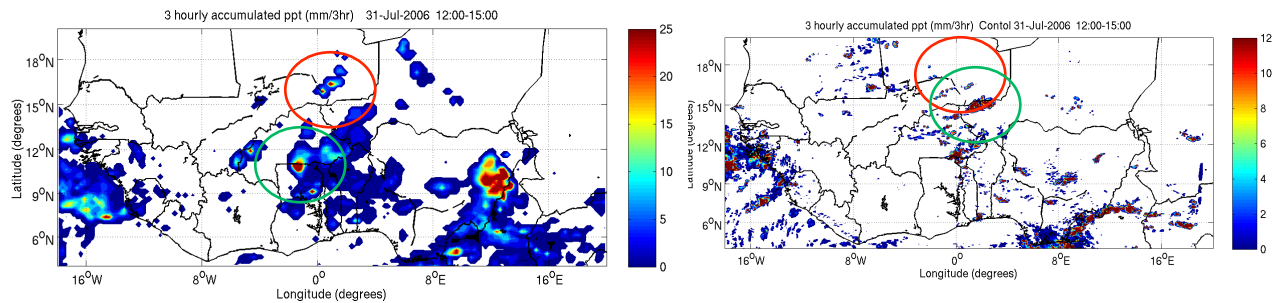 3 hourly accumulated ppt (mm/3hr) 31-Jul-2006 12:00-15:00
Latitude (degrees)
18°N
15°N
12°N
9°N
6°N
16°W
8°W
0°
8°E
16°E
Longitude (degrees)
25
20
15
10
5
0
3 hourly accumulated ppt (mm/3hr) Contol 31-Jul-2006 12:00-15:00
Latitude (degrees)
18°N
15°N
12°N
9°N
6°N
16°W
8°W
0°
8°E
16°E
Longitude (degrees)
12
10
8
6
4
2
0